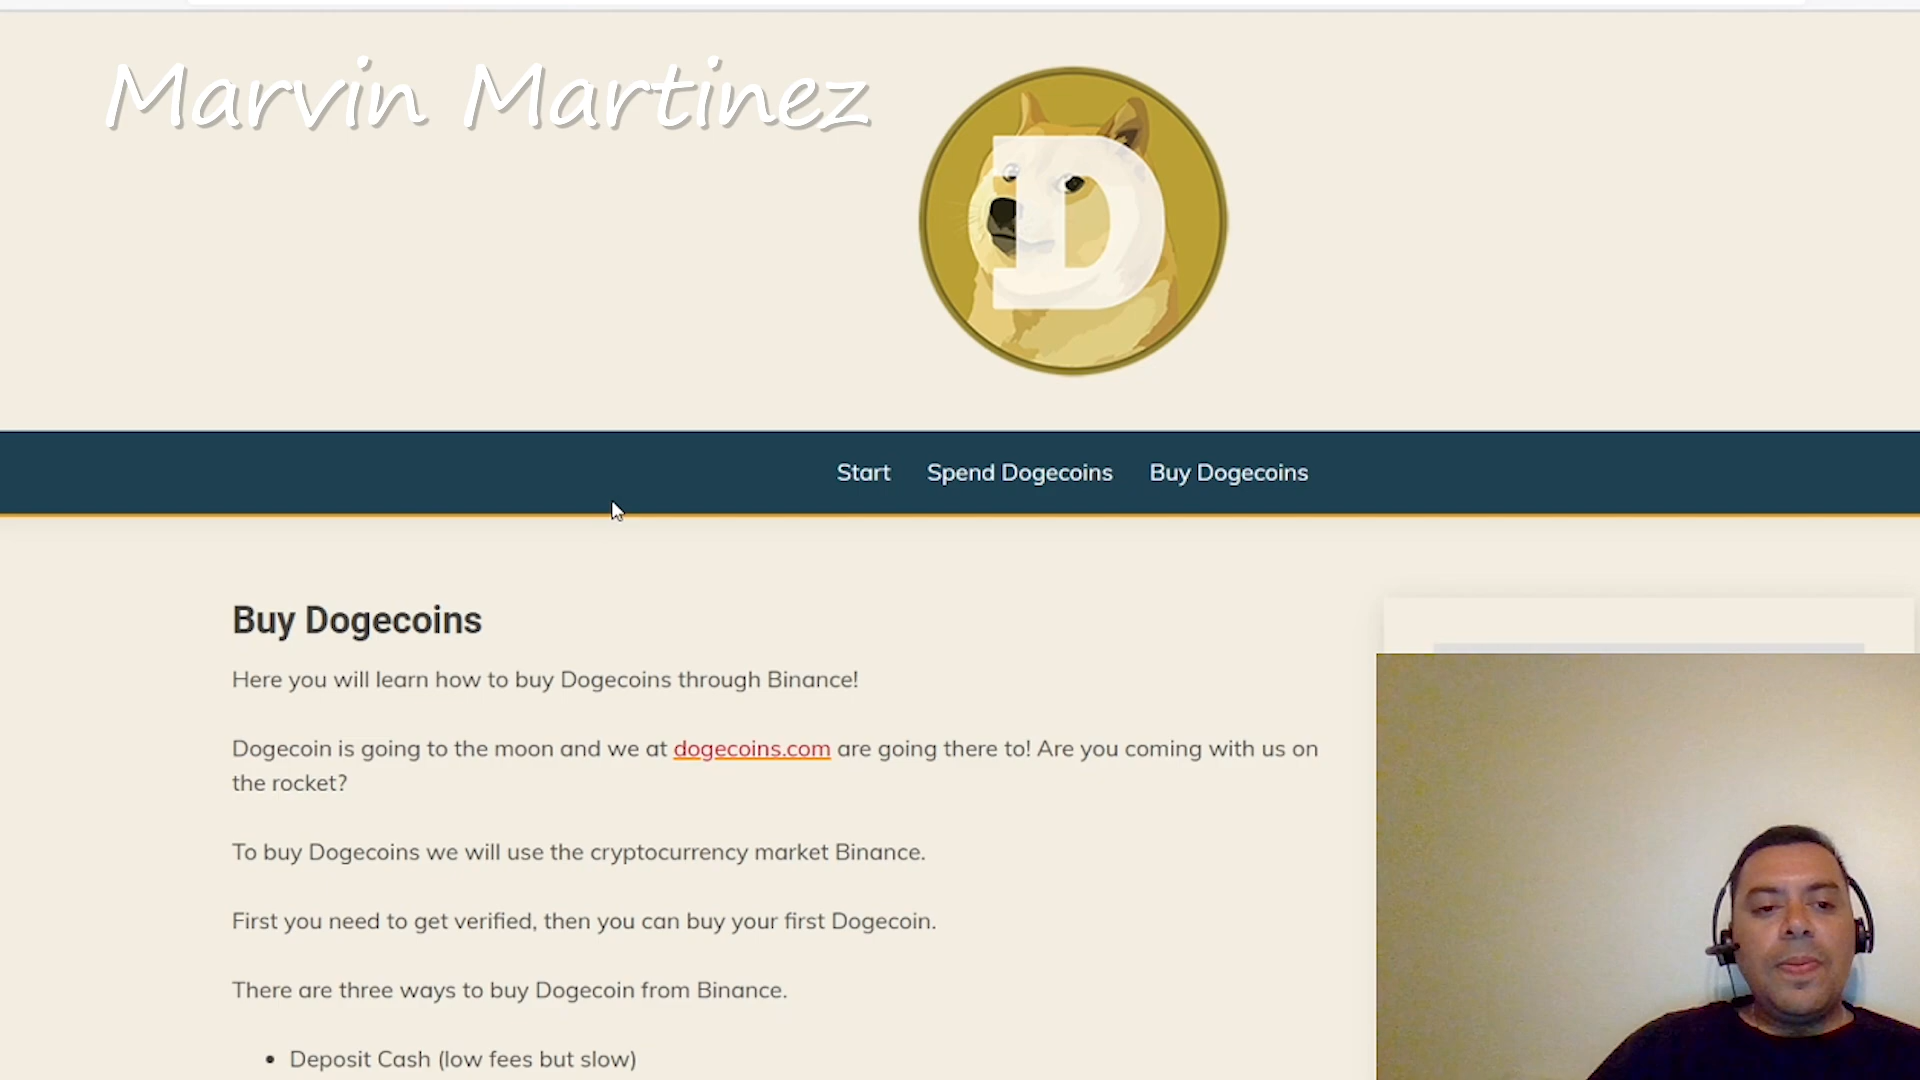 Marvin Martinez
D
Start Spend Dogecoins Buy Dogecoins
Buy Dogecoins
Here you will learn how to buy Dogecoins through Binance!
Dogecoin is going to the moon and we at dogecoins.com are going there to! Are you coming with us on
the rocket?
To buy Dogecoins we will use the cryptocurrency market Binance.
First you need to get verified, then you can buy your first Dogecoin.
There are three ways to buy Dogecoin from Binance.
• Deposit Cash (low fees but slow)